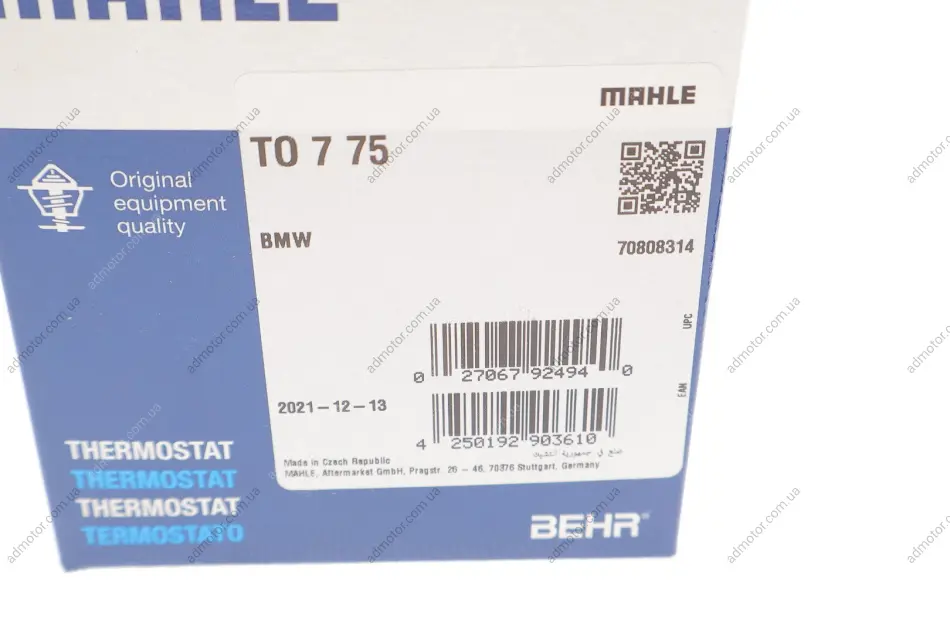 MAHLE
MAHLE
TO 7 75
Original
equipment
quality
BMW
70808314
UPC
0 27067 92494 0
EAN
2021-12-13
4 250192 903610
صنع في جمهورية التشيك
Made in Czech Republic
MAHLE, Aftermarket GmbH, Pragstr. 26 - 46, 70376 Stuttgart, Germany
THERMOSTAT
THERMOSTAT
THERMOSTAT
TERMOSTATO
BEHR®
admotor.com.ua